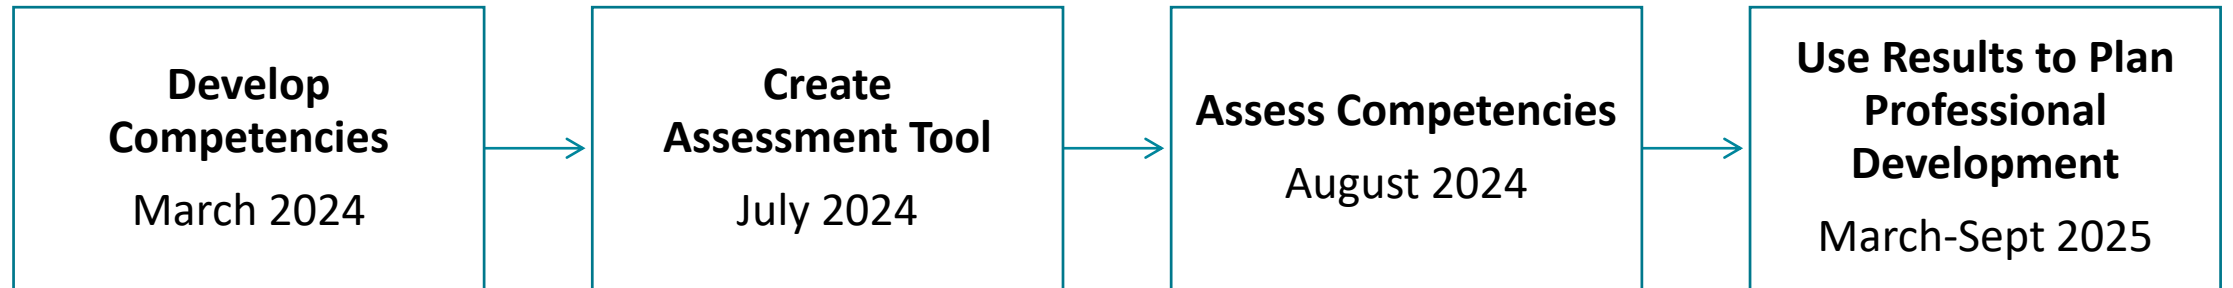 Develop
Competencies
March 2024
Create
Assessment Tool
July 2024
Assess Competencies
August 2024
Use Results to Plan
Professional
Development
March-Sept 2025